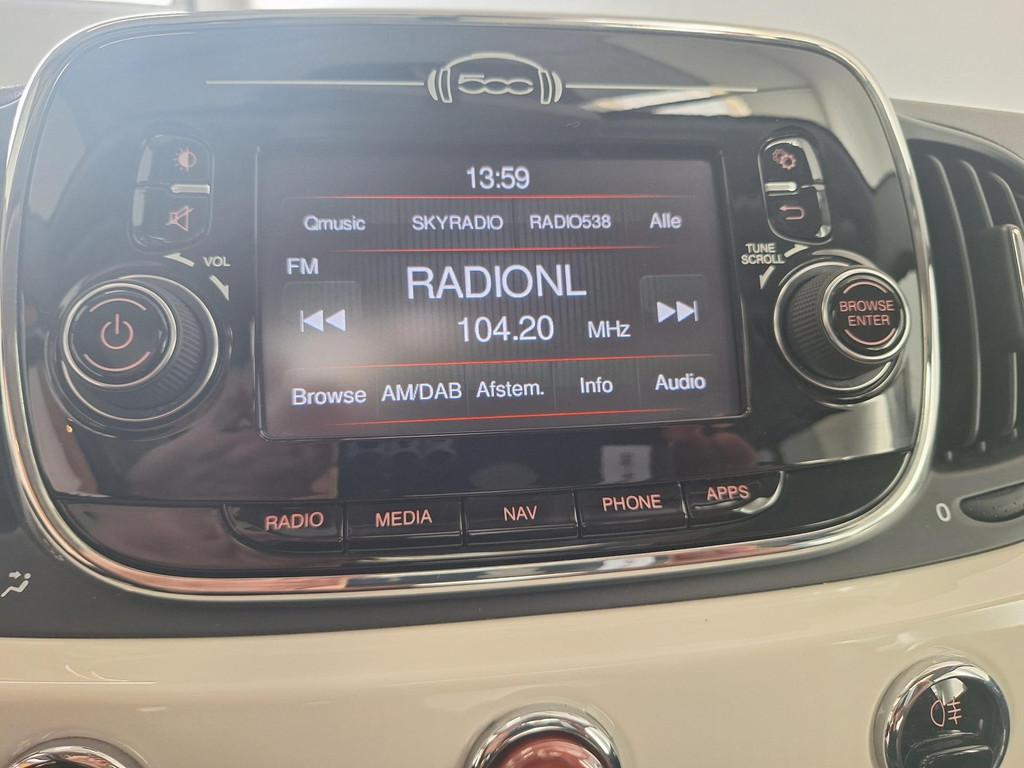 500
13:59
Qmusic SKYRADIO RADIO538 Alle
VOL
TUNE
SCROLL
FM
RADIONL
104.20 MHz
BROWSE
ENTER
Browse AM/DAB Afstem. Info Audio
RADIO MEDIA NAV PHONE APPS
0